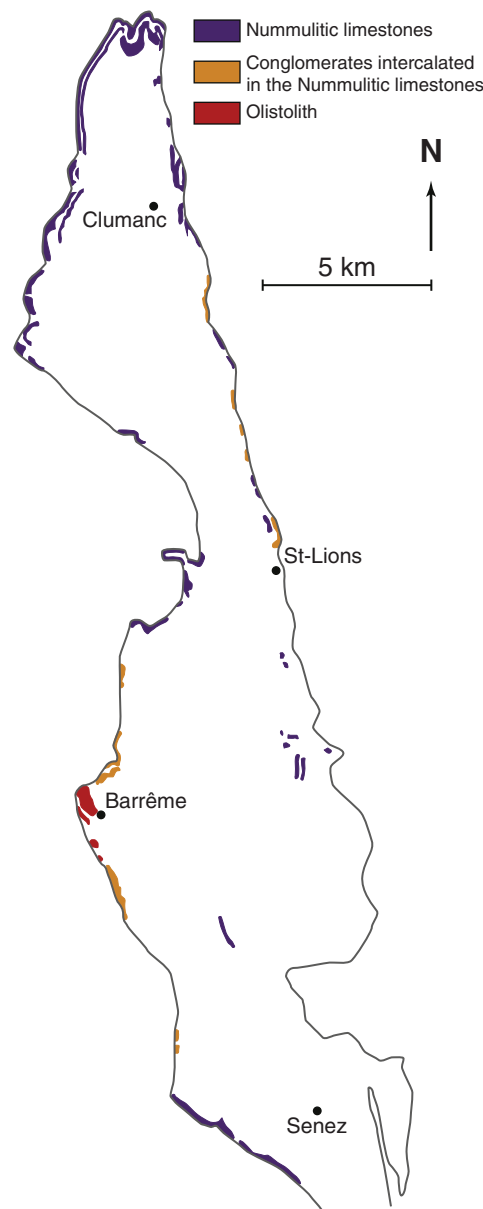 Nummulitic limestones
Conglomerates intercalated
in the Nummulitic limestones
Olistolith
N
Clumanc
5 km
St-Lions
Barrême
Senez